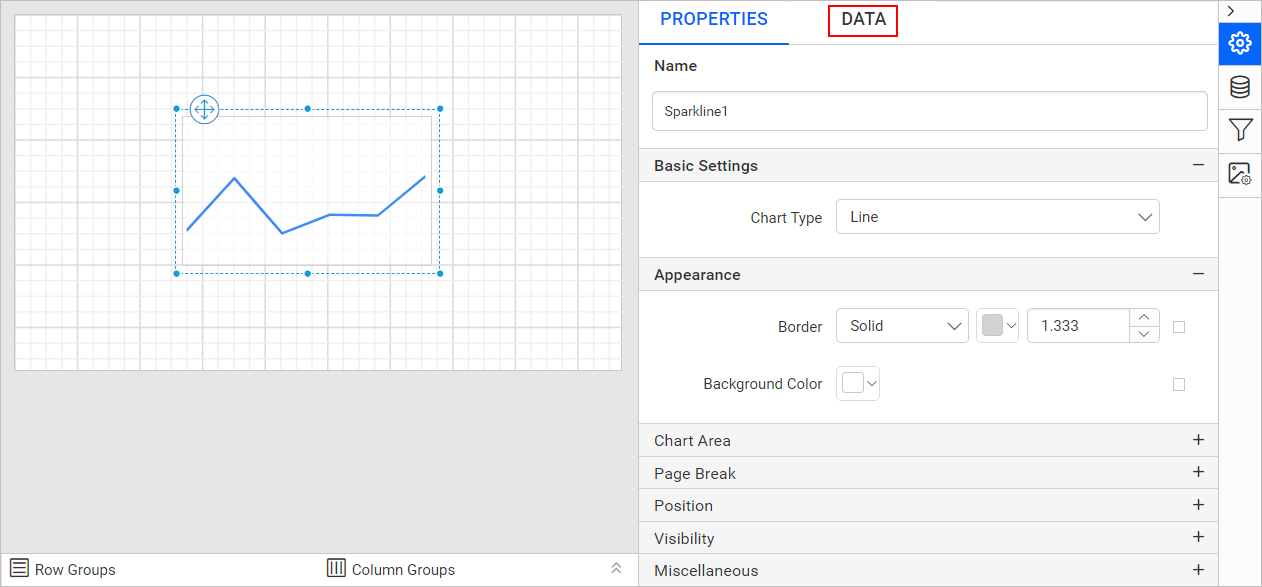 PROPERTIES
DATA
Name
Sparkline1
Basic Settings
Chart Type
Line
Appearance
Border
Solid
1.333
Background Color
Chart Area
Page Break
Position
Visibility
Miscellaneous
Row Groups
Column Groups